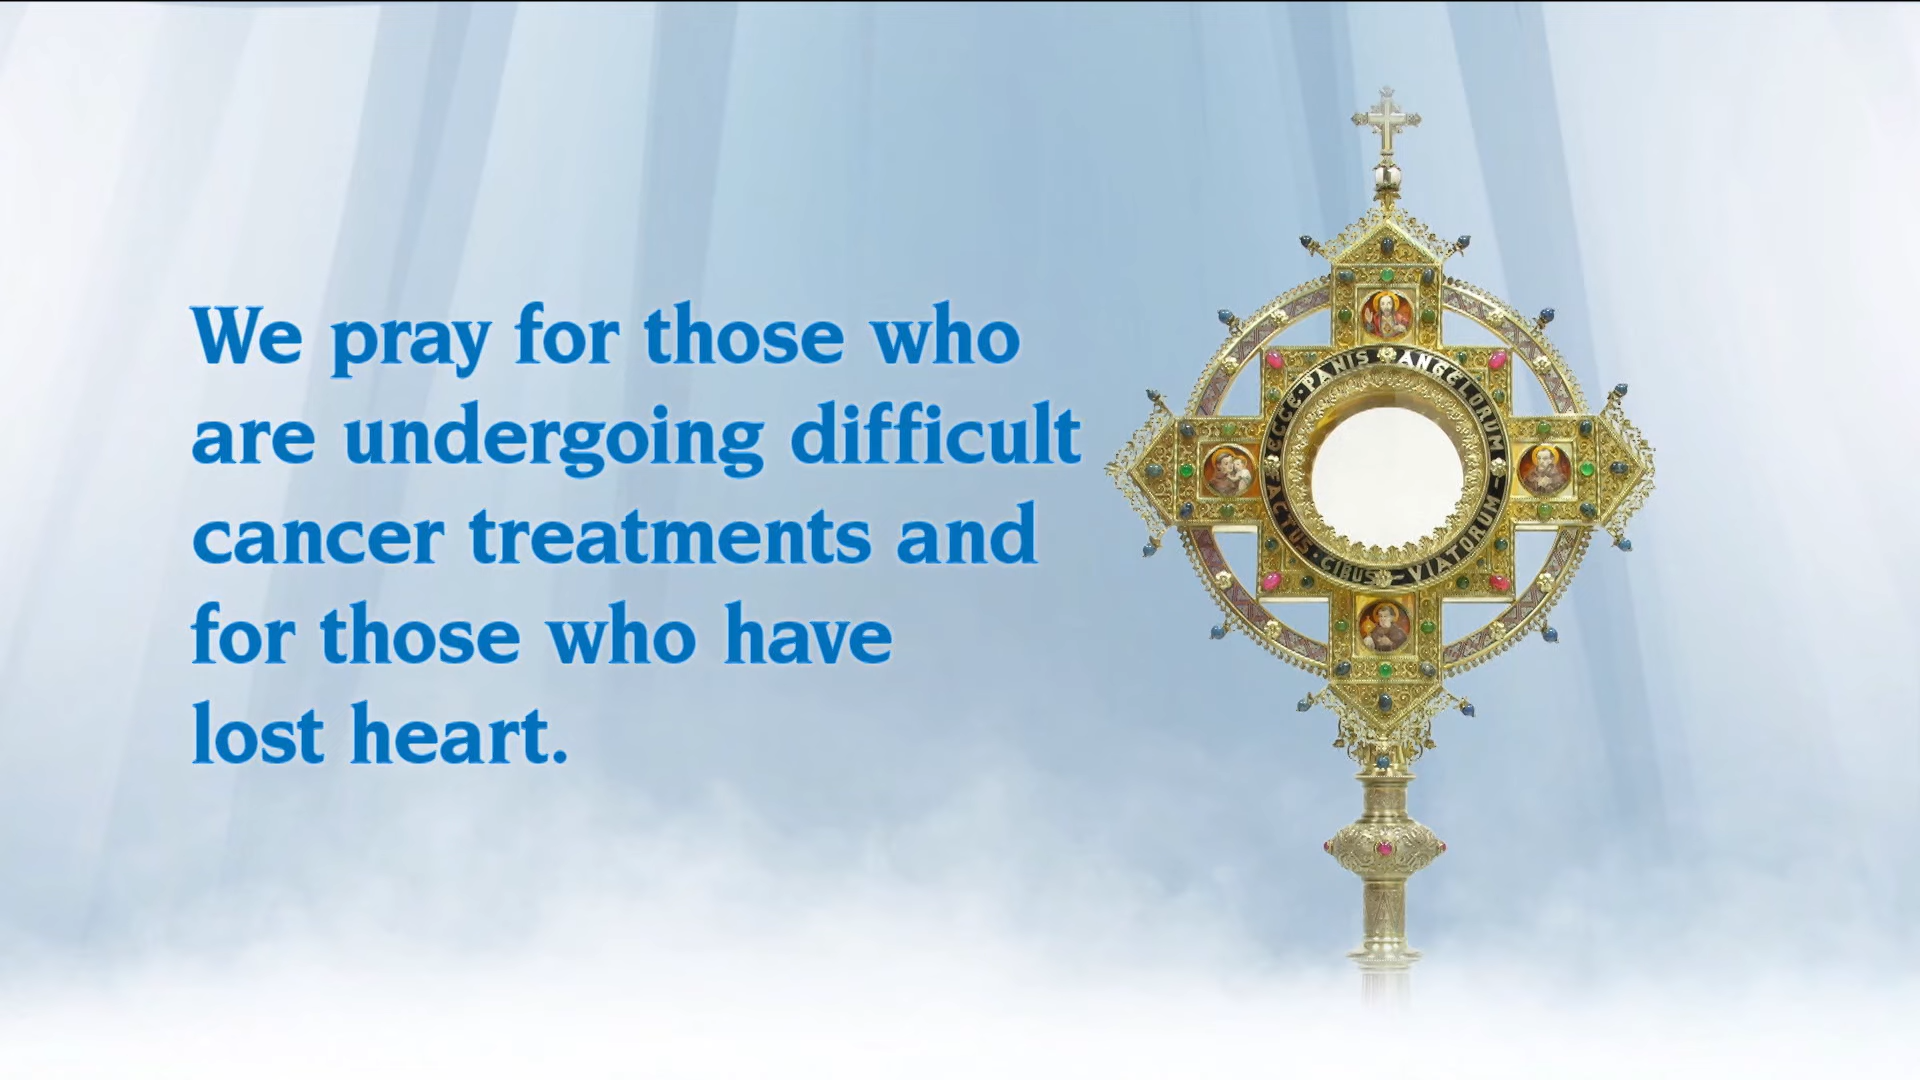 We pray for those who
are undergoing difficult
cancer treatments and
for those who have
lost heart.
ECCE · PANIS ANGELORUM
FACTUS · CIBUS – VIATORUM –